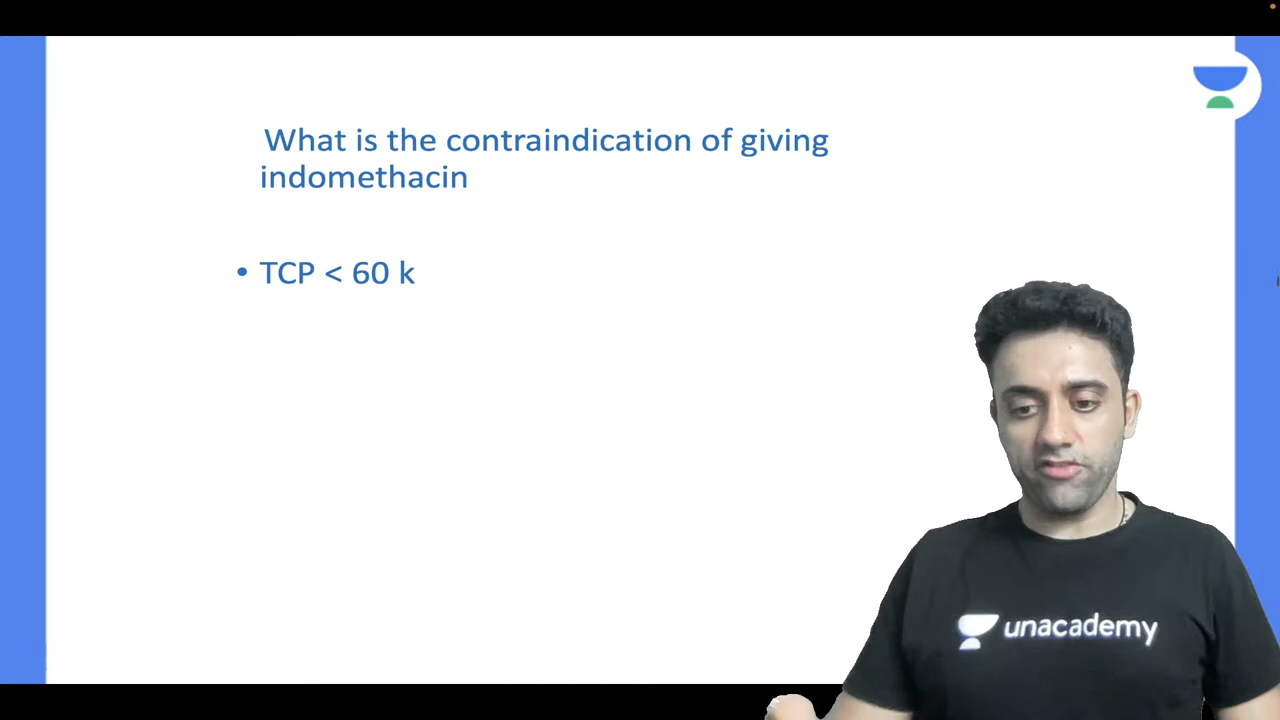 What is the contraindication of giving
indomethacin
• TCP < 60 k
unacademy